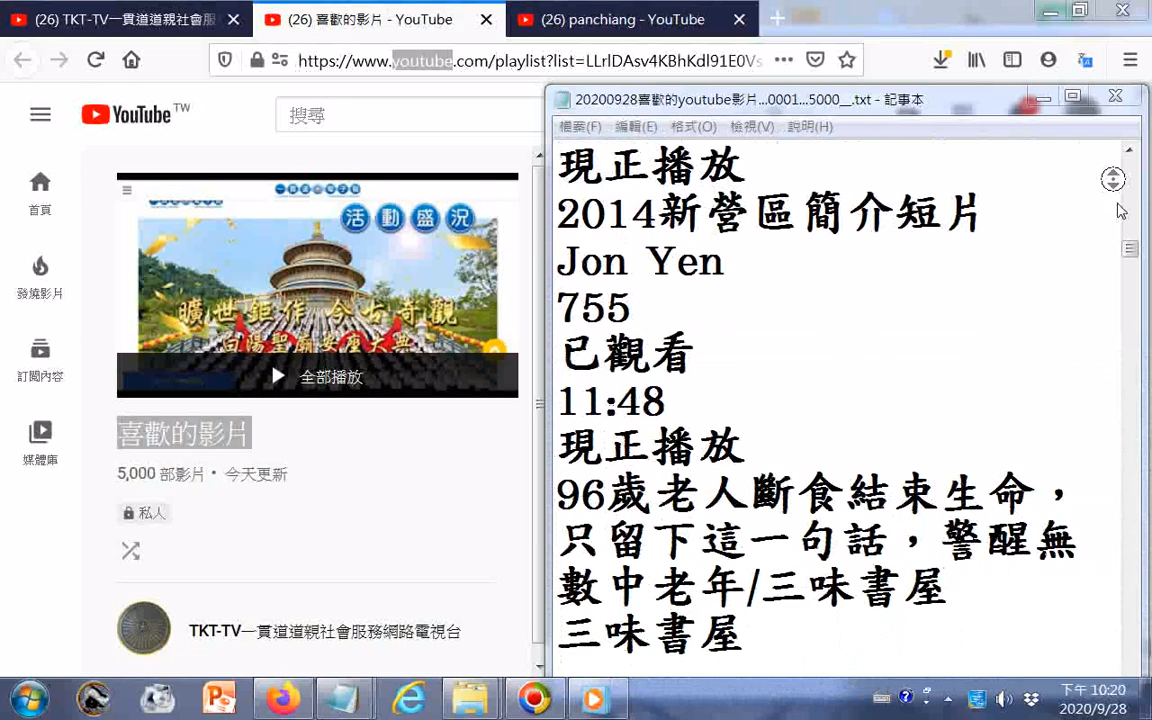 (26) TKT-TV一貫道道親社會服
(26) 喜歡的影片 - YouTube
(26) panchiang - YouTube
https://www.youtube.com/playlist?list=LLrlDAsv4KBhKdl91E0Vs
YouTube TW
搜尋
首頁
發燒影片
訂閱內容
媒體庫
活動盛況
曠世鉅作 今古奇觀
白陽聖廟安座大典
全部播放
喜歡的影片
5,000 部影片・今天更新
私人
TKT-TV一貫道道親社會服務網路電視台
20200928喜歡的youtube影片...0001...5000__.txt - 記事本
檔案(F) 編輯(E) 格式(O) 檢視(V) 說明(H)
現正播放
2014新營區簡介短片
Jon Yen
755
已觀看
11:48
現正播放
96歲老人斷食結束生命，
只留下這一句話，警醒無
數中老年/三味書屋
三味書屋
下午 10:20
2020/9/28